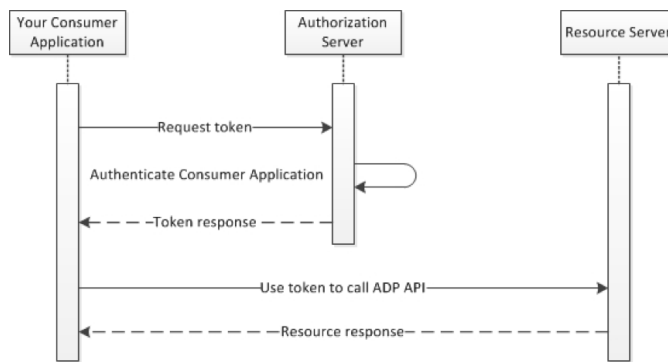 Your Consumer
Application
Authorization
Server
Resource Server
Request token
Authenticate Consumer Application
Token response
Use token to call ADP API
Resource response